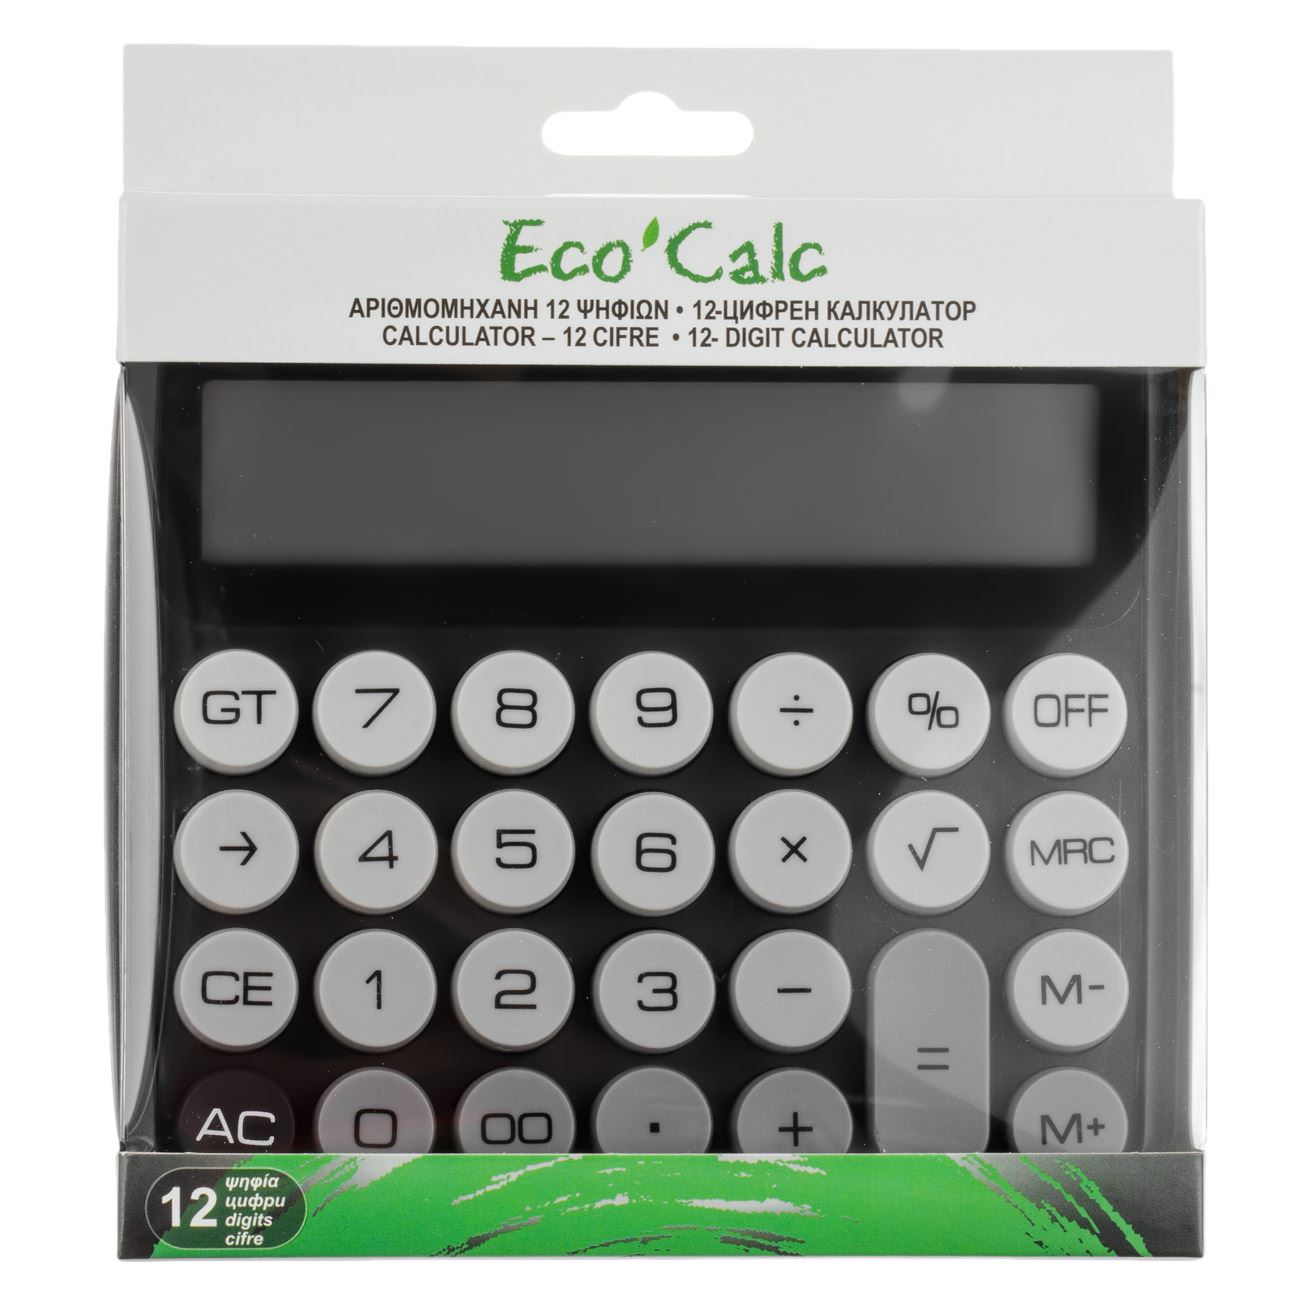 Eco'Calc
ΑΡΙΘΜΟΜΗΧΑΝΗ 12 ΨΗΦΙΩΝ • 12-ЦИФРЕН КАЛКУЛАТОР
CALCULATOR – 12 CIFRE • 12- DIGIT CALCULATOR
GT 7 8 9 ÷ % OFF
→ 4 5 6 × √ MRC
CE 1 2 3 − M-
=
AC 0 00 . + M+
12
ψηφία
цифри
digits
cifre